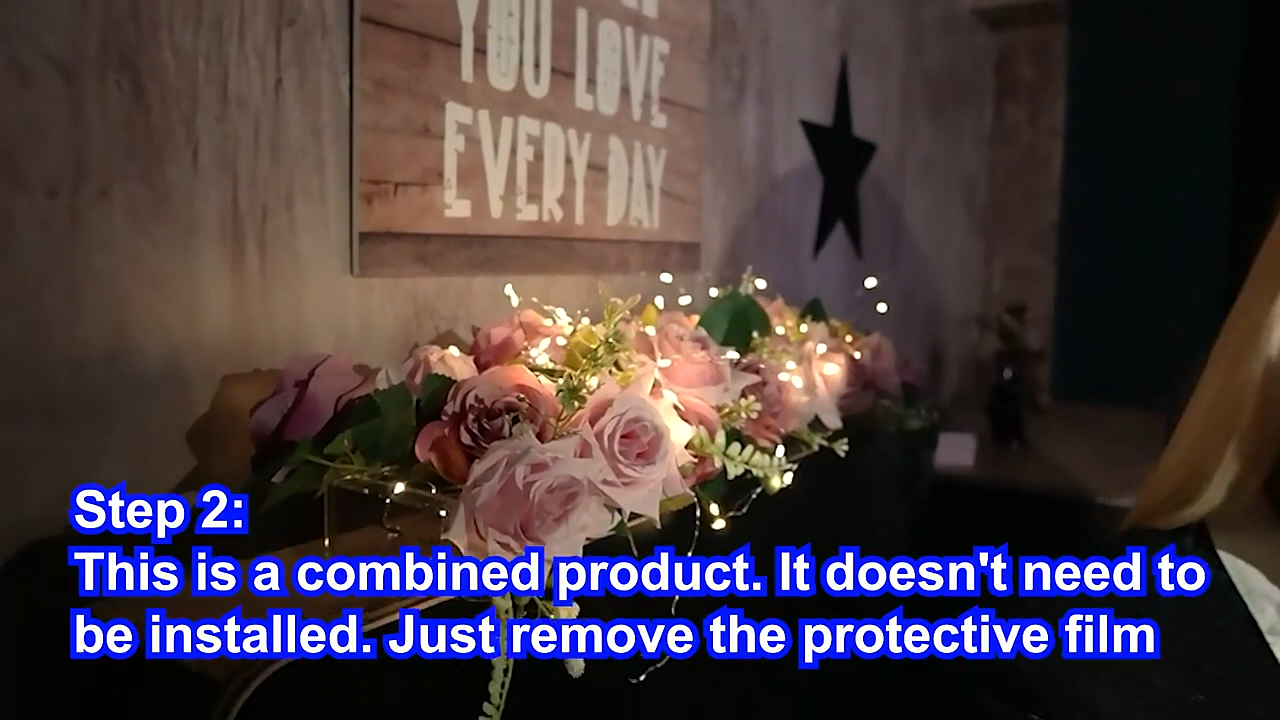 YOU LOVE
EVERY DAY
Step 2:
This is a combined product. It doesn't need to
be installed. Just remove the protective film